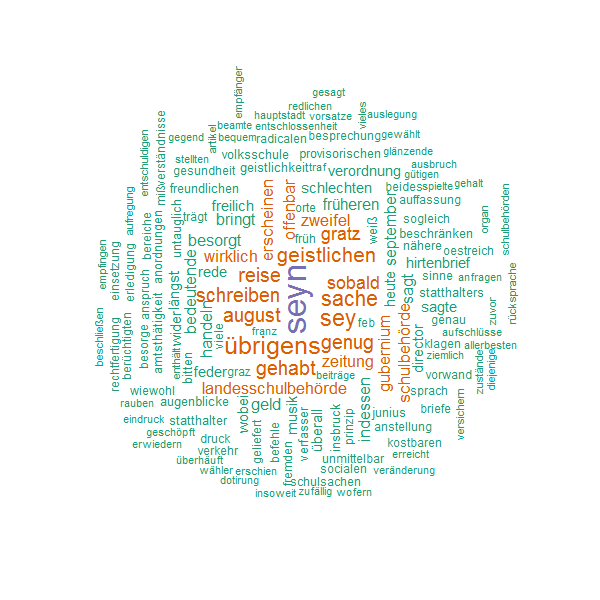 gesagt
empfänger
redlichen
hauptstadt
vorsatze
vieles
auslegung
beamte
entschlossenheit
artikel
gegend
bequem
radicalen
besprechung
gewählt
mißverständnisse
entschuldigen
stellten
volksschule
provisorischen
glänzende
gesundheit
geistlichkeit
traf
verordnung
ausbruch
gütigen
freundlichen
erscheinen
offenbar
schlechten
beides
spielte
gehalt
aufregung
untauglich
trägt
freilich
orte
früheren
auffassung
schulbehörden
bringt
zweifel
weiß
september
sogleich
organ
bereiche
anordnungen
besorgt
früh
gratz
beschränken
nähere
oestreich
empfingen
einsetzung
erledigung
wirklich
geistlichen
hirtenbrief
rücksprache
anspruch
längst
bedeutende
rede
reise
seyn
sobald
heute
sagt
sinne
anfragen
amtsthätigkeit
schreiben
sache
statthalters
zuvor
beschließen
rechtfertigung
berüchtigten
besorge
wider
handeln
august
sey
gubernium
schulbehörde
sagte
genau
franz
feb
director
aufschlüsse
enthält
bitten
übrigens
genug
klagen
allerbesten
zustände
diejenige
feder
graz
gehabt
zeitung
ziemlich
beiträge
vorwand
wiewohl
landesschulbehörde
sprach
rauben
augenblicke
wobei
geld
musik
indessen
junius
briefe
versichern
eindruck
statthalter
überall
insbruck
prinzip
anstellung
geschöpft
druck
geliefert
befehle
verfasser
kostbaren
erwiedern
verkehr
fremden
unmittelbar
erreicht
überhäuft
wähler
erschien
socialen
veränderung
dotirung
schulsachen
insoweit
zufällig
wofern
viele